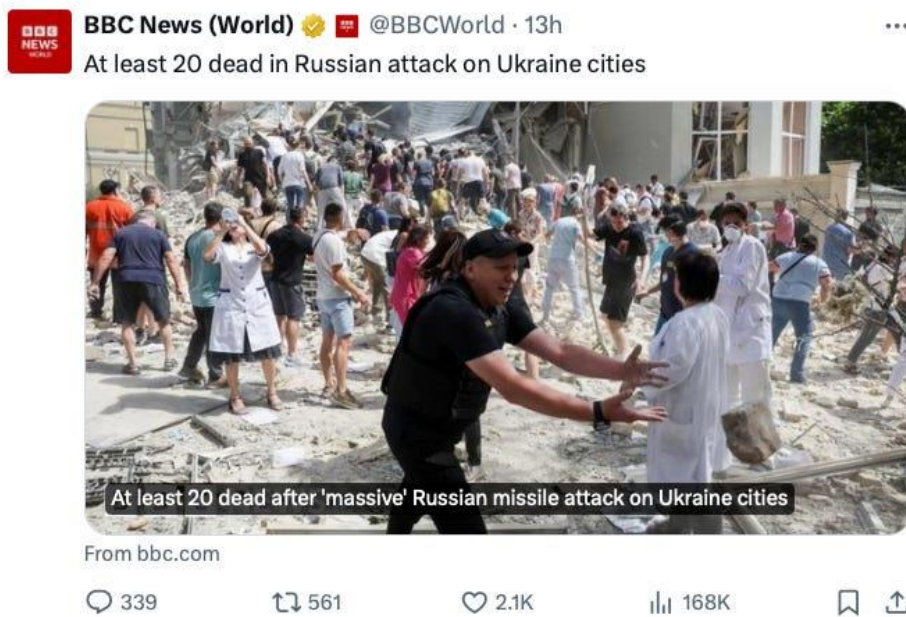 BBC
NEWS
WORLD
BBC News (World) @BBCWorld · 13h
At least 20 dead in Russian attack on Ukraine cities
At least 20 dead after 'massive' Russian missile attack on Ukraine cities
From bbc.com
339 561 2.1K 168K